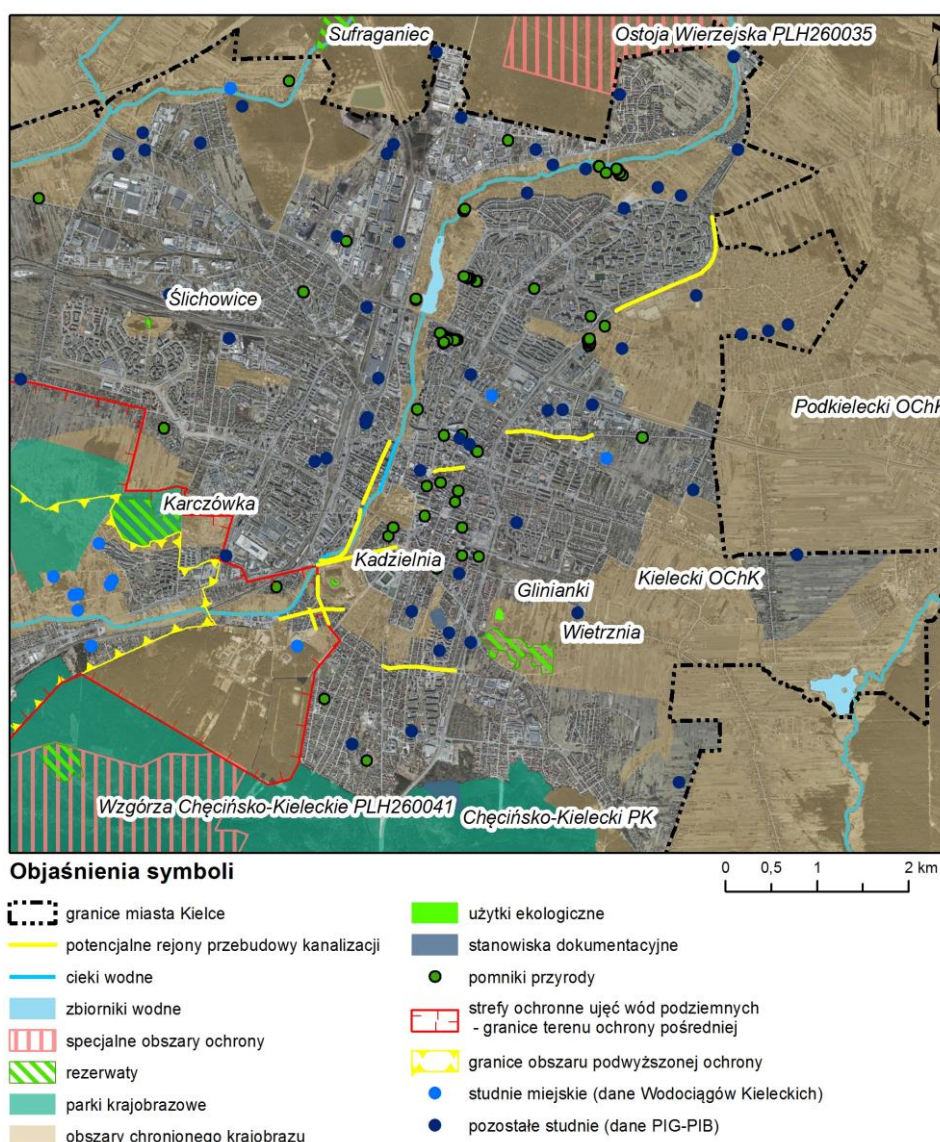 Sufraganiec
Ostoja Wierzejska PLH260035
Ślichowice
Podkielecki OChK
Karczówka
Kadzielnia
Glinianki
Kielecki OChK
Wietrznia
Wzgórza Chęcińsko-Kieleckie PLH260041
Chęcińsko-Kielecki PK
Objaśnienia symboli
0 0,5 1 2 km
granice miasta Kielce
potencjalne rejony przebudowy kanalizacji
cieki wodne
zbiorniki wodne
specjalne obszary ochrony
rezerwaty
parki krajobrazowe
obszary chronionego krajobrazu
użytki ekologiczne
stanowiska dokumentacyjne
pomniki przyrody
strefy ochronne ujęć wód podziemnych
- granice terenu ochrony pośredniej
granice obszaru podwyższonej ochrony
studnie miejskie (dane Wodociągów Kieleckich)
pozostałe studnie (dane PIG-PIB)